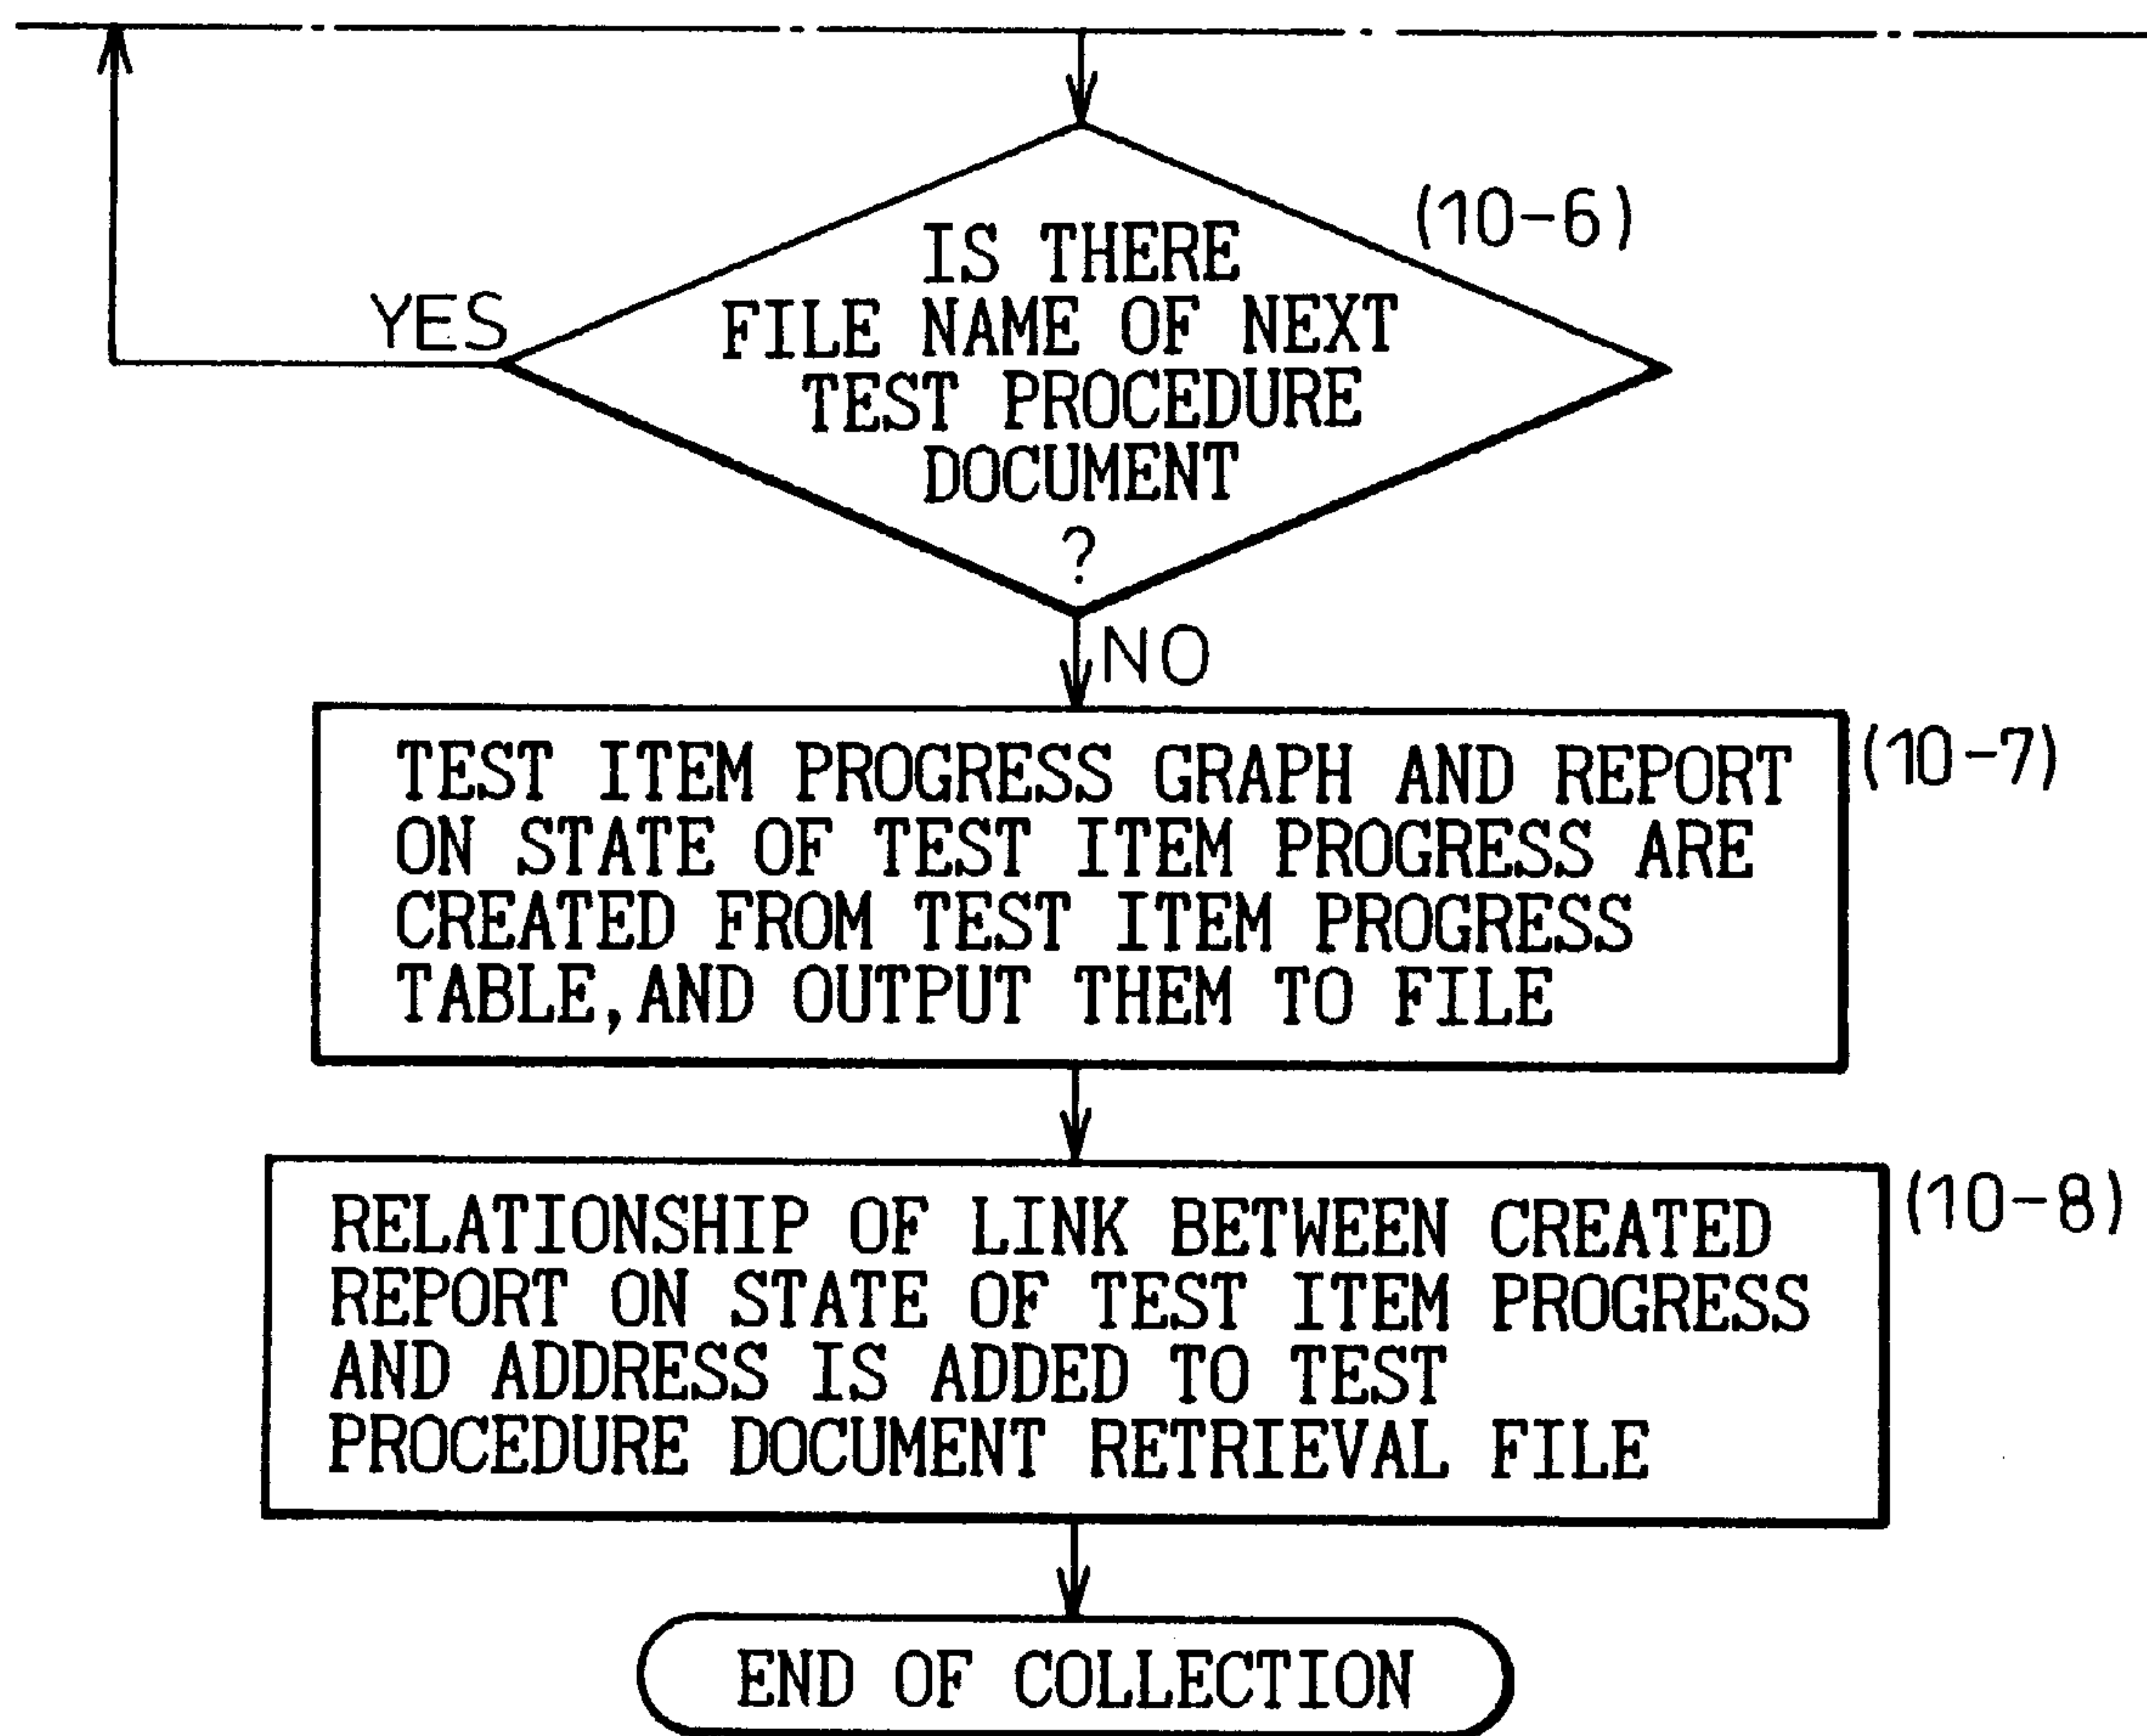 (10-6)
IS THERE
FILE NAME OF NEXT
YES
TEST PROCEDURE
DOCUMENT
?
NO
TEST ITEM PROGRESS GRAPH AND REPORT
(10-7)
ON STATE OF TEST ITEM PROGRESS ARE
CREATED FROM TEST ITEM PROGRESS
TABLE,AND OUTPUT THEM TO FILE
RELATIONSHIP OF LINK BETWEEN CREATED
(10-8)
REPORT ON STATE OF TEST ITEM PROGRESS
AND ADDRESS IS ADDED TO TEST
PROCEDURE DOCUMENT RETRIEVAL FILE
END OF COLLECTION